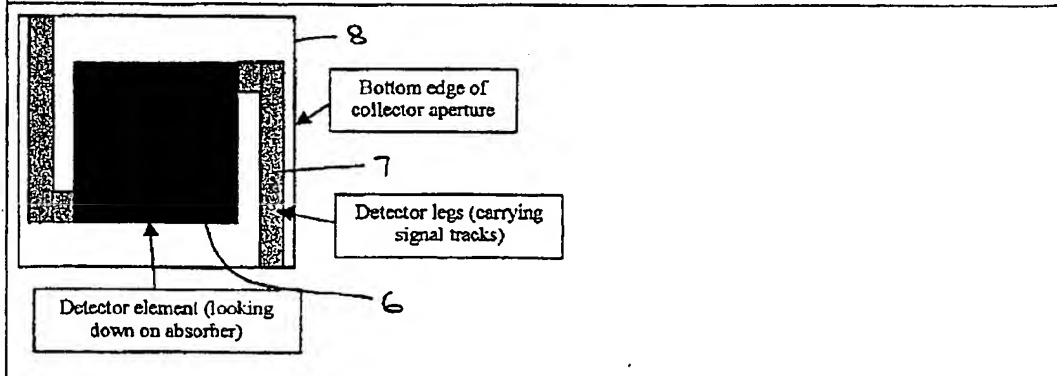 8
Bottom edge of
collector aperture
7
Detector legs (carrying
signal tracks)
6
Detector element (looking
down on absorber)